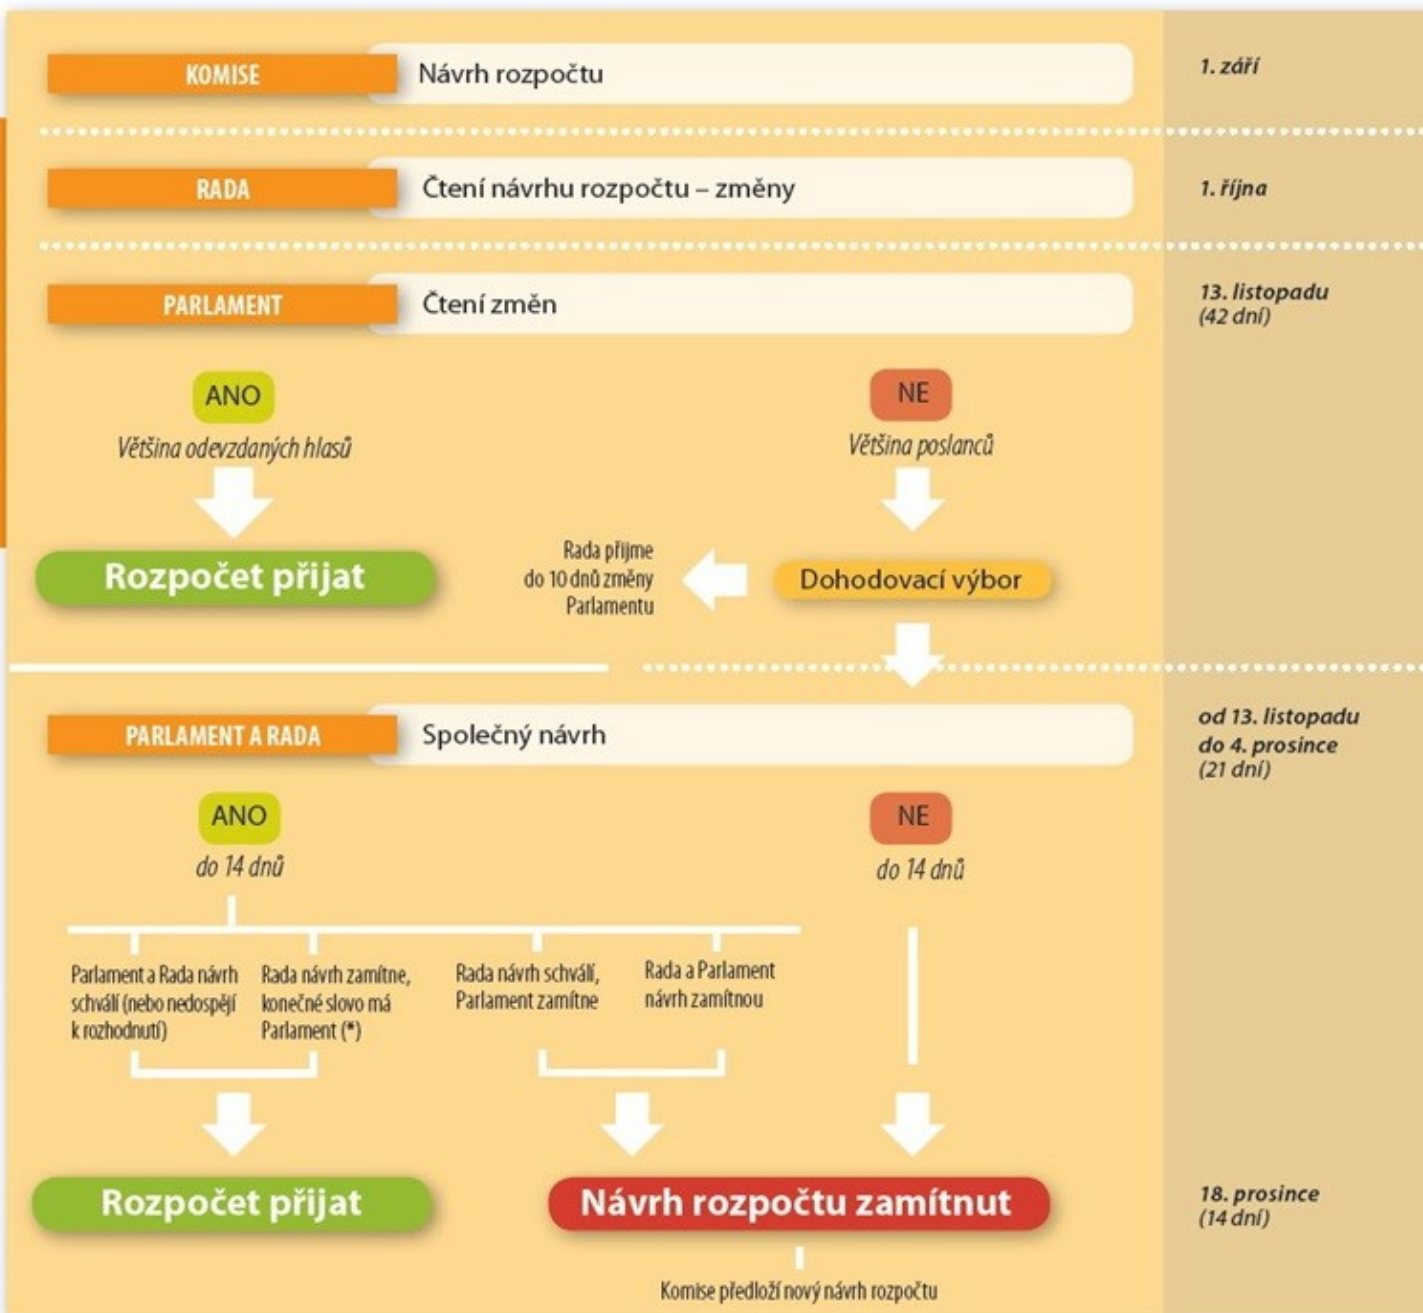 KOMISE
Návrh rozpočtu
1. září
RADA
Čtení návrhu rozpočtu – změny
1. října
PARLAMENT
Čtení změn
13. listopadu
(42 dní)
ANO
Většina odevzdaných hlasů
NE
Většina poslanců
Rozpočet přijat
Rada přijme
do 10 dnů změny
Parlamentu
Dohodovací výbor
PARLAMENT A RADA
Společný návrh
od 13. listopadu
do 4. prosince
(21 dní)
ANO
do 14 dnů
NE
do 14 dnů
Parlament a Rada návrh
schválí (nebo nedospějí
k rozhodnutí)
Rada návrh zamítne,
konečné slovo má
Parlament (*)
Rada návrh schválí,
Parlament zamítne
Rada a Parlament
návrh zamítnou
Rozpočet přijat
Návrh rozpočtu zamítnut
18. prosince
(14 dní)
Komise předloží nový návrh rozpočtu